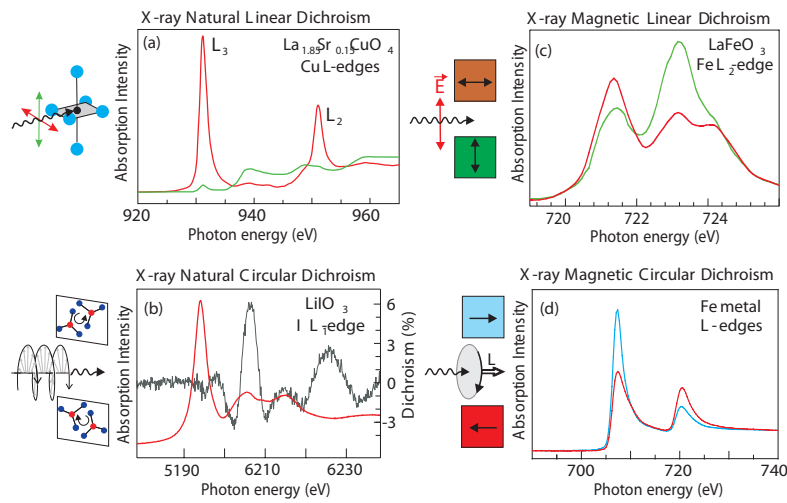 X-ray Natural Linear Dichroism
(a)
La1.85Sr0.15CuO4
Cu L-edges
L3
L2
Absorption Intensity
920 940 960
Photon energy (eV)
X-ray Magnetic Linear Dichroism
(c)
LaFeO3
Fe L2-edge
E
Absorption Intensity
720 722 724
Photon energy (eV)
X-ray Natural Circular Dichroism
(b)
LiIO3
I L1-edge
Absorption Intensity
6
3
0
-3
Dichroism (%)
5190 6210 6230
Photon energy (eV)
X-ray Magnetic Circular Dichroism
(d)
Fe metal
L-edges
L
Absorption Intensity
700 720 740
Photon energy (eV)